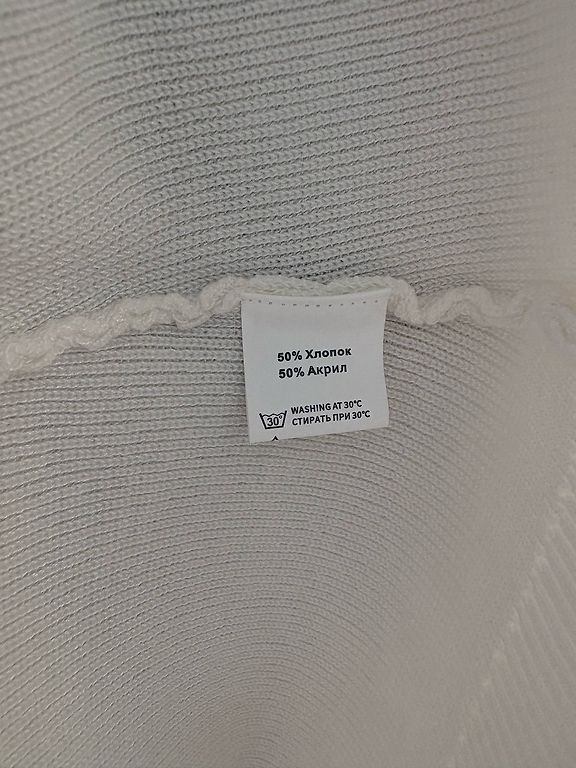 50% Хлопок
50% Акрил
30°
WASHING AT 30°C
СТИРАТЬ ПРИ 30°C